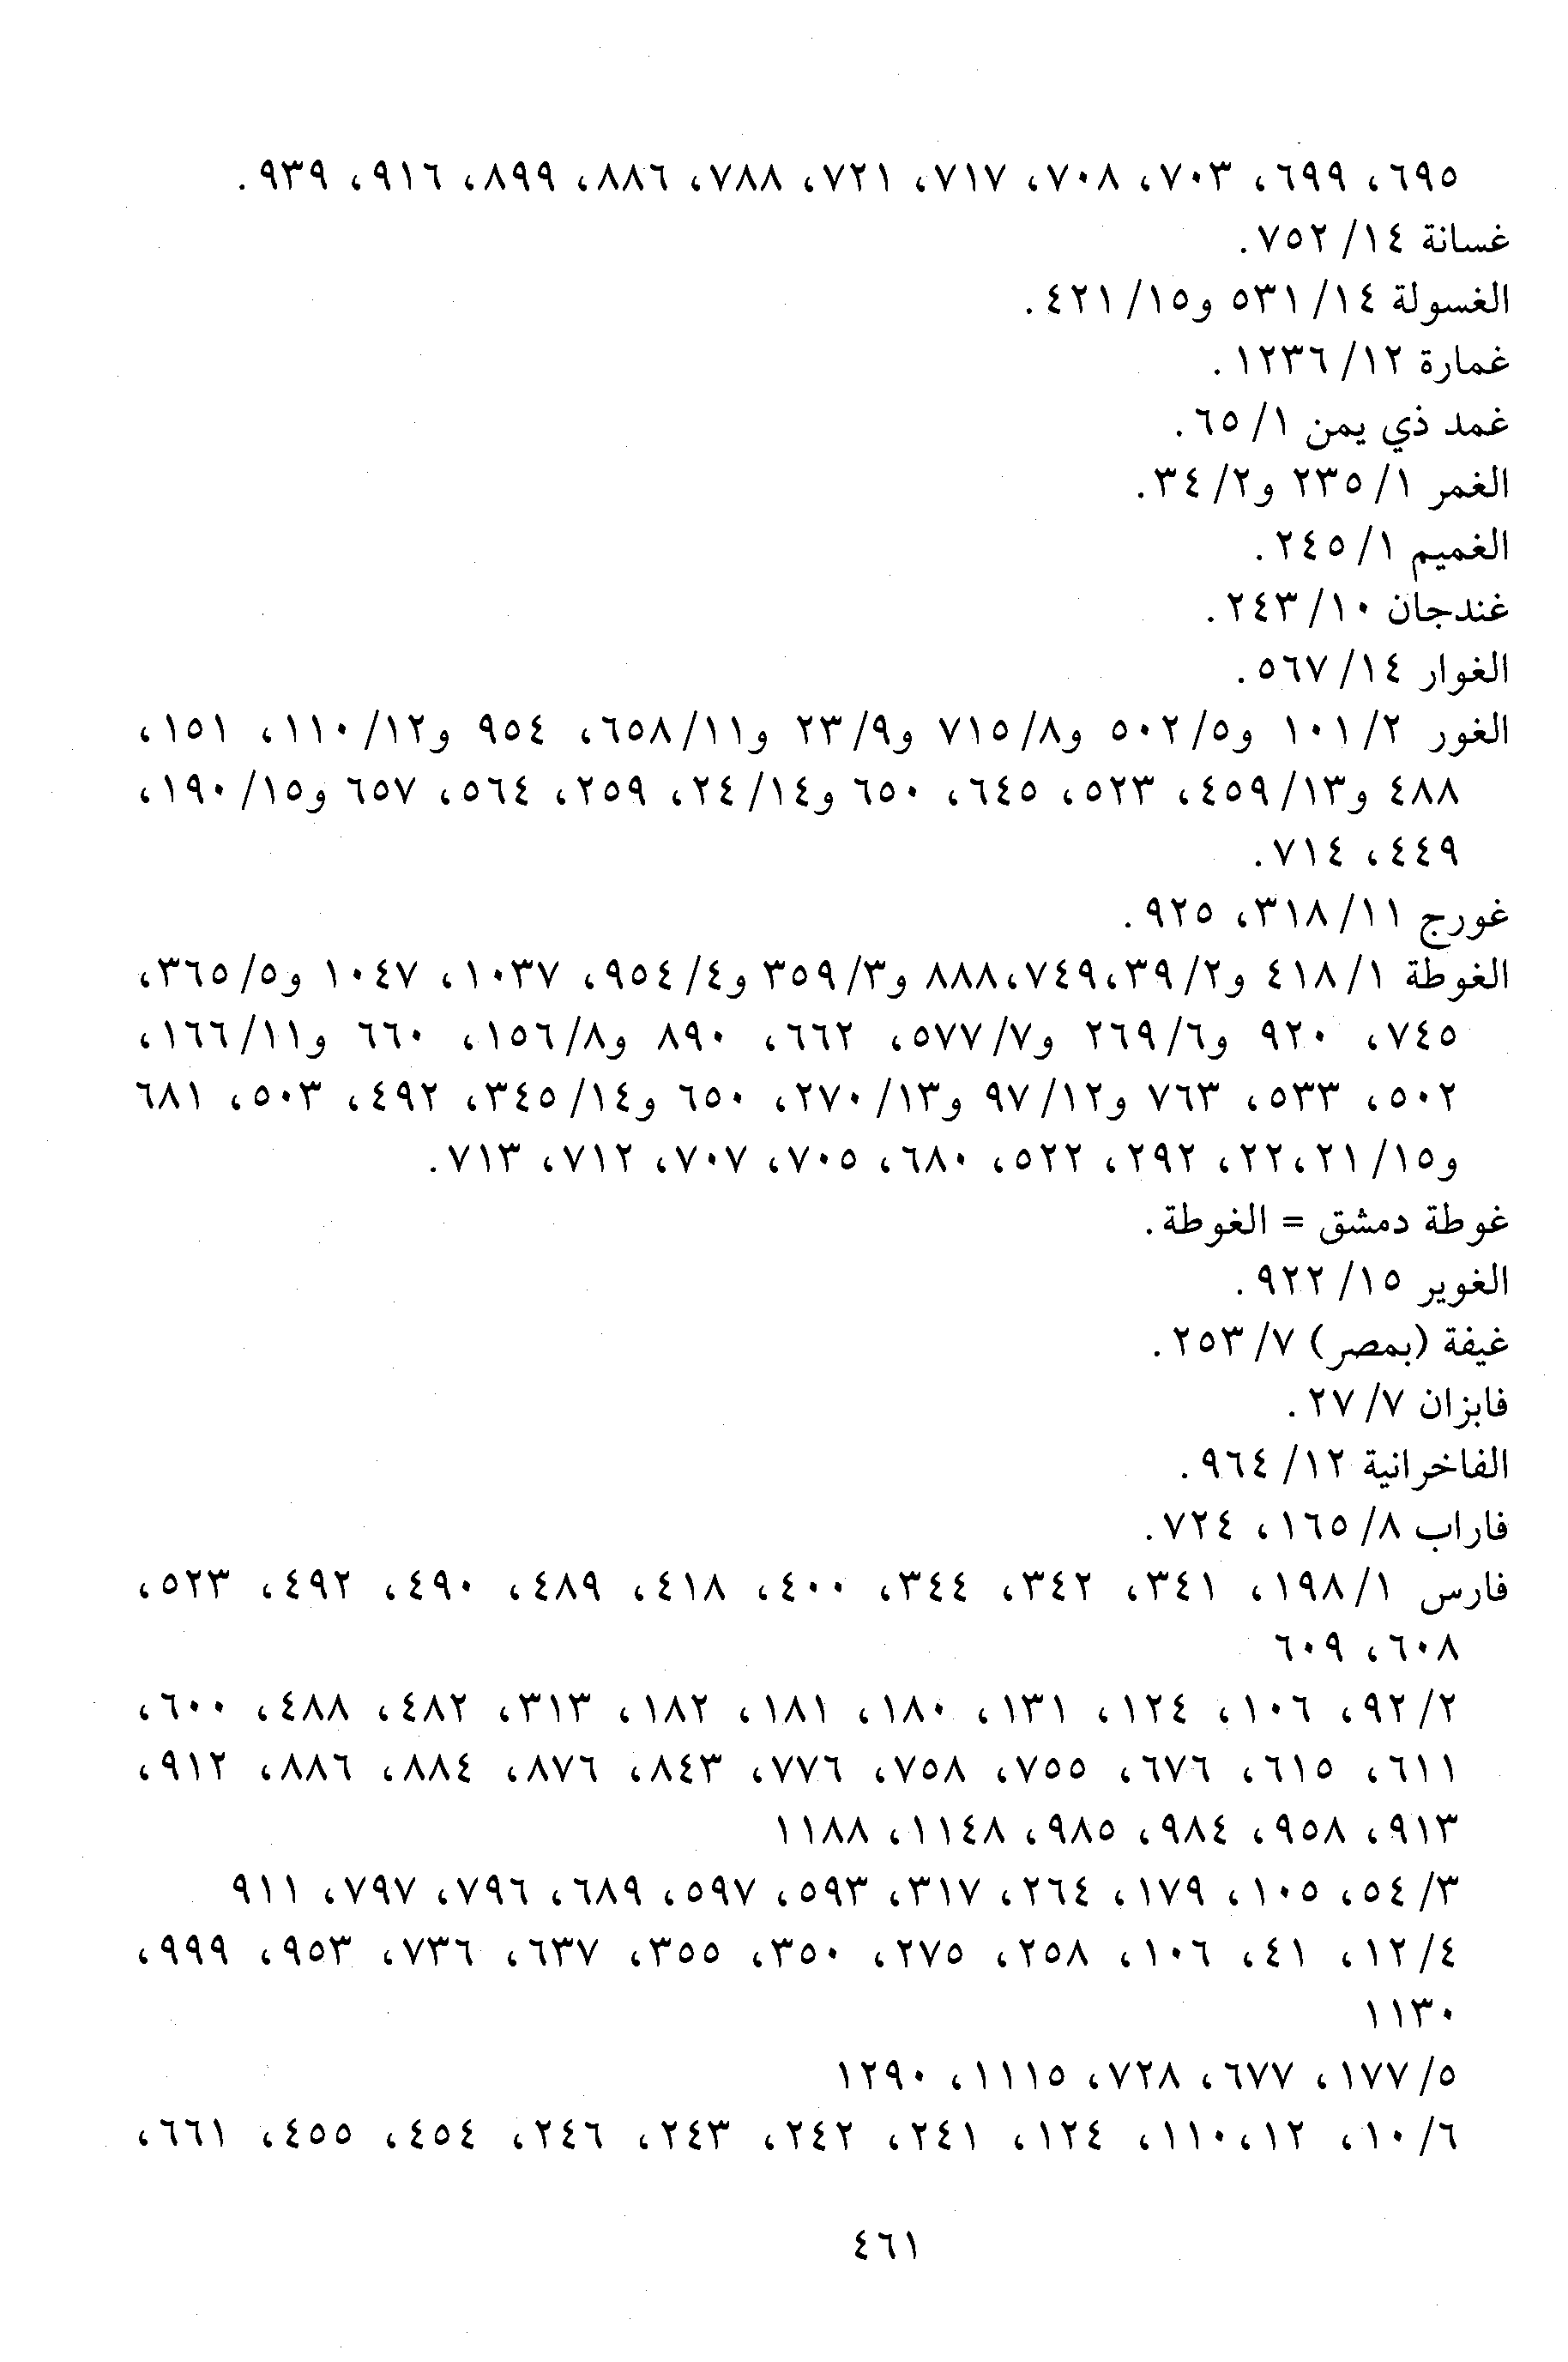 ٦٩٥، ٦٩٩، ٧٠٣، ٧٠٨، ٧١٧، ٧٢١، ٧٨٨، ٨٨٦، ٨٩٩، ٩١٦، ٩٣٩.
غسانة ١٤/ ٧٥٢.
الغسولة ١٤/ ٥٣١ و١٥/ ٤٢١.
غمارة ١٢/ ١٢٣٦.
غمد ذي يمن ١/ ٦٥.
الغمر ١/ ٢٣٥ و٢/ ٣٤.
الغميم ١/ ٢٤٥.
غندجان ١٠/ ٢٤٣.
الغوار ١٤/ ٥٦٧.
الغور ٢/ ١٠١ و٥/ ٥٠٢ و٨/ ٧١٥ و٩/ ٢٣ و١١/ ٦٥٨، ٩٥٤ و١٢/ ١١٠، ١٥١،
٤٨٨ و١٣/ ٤٥٩، ٥٢٣، ٦٤٥، ٦٥٠ و١٤/ ٢٤، ٢٥٩، ٥٦٤، ٦٥٧ و١٥/ ١٩٠،
٤٤٩، ٧١٤.
غورج ١١/ ٣١٨، ٩٢٥.
الغوطة ١/ ٤١٨ و٢/ ٣٩،٧٤٩،٨٨٨ و٣/ ٣٥٩ و٤/ ٩٥٤، ١٠٣٧، ١٠٤٧ و٥/ ٣٦٥،
٧٤٥، ٩٢٠ و٦/ ٢٦٩ و٧/ ٥٧٧، ٦٦٢، ٨٩٠ و٨/ ١٥٦، ٦٦٠ و١١/ ١٦٦،
٥٠٢، ٥٣٣، ٧٦٣ و١٢/ ٩٧ و١٣/ ٢٧٠، ٦٥٠ و١٤/ ٣٤٥، ٤٩٢، ٥٠٣، ٦٨١
و١٥/ ٢١،٢٢، ٢٩٢، ٥٢٢، ٦٨٠، ٧٠٥، ٧٠٧، ٧١٢، ٧١٣.
غوطة دمشق = الغوطة.
الغوير ١٥/ ٩٢٢.
غيفة (بمصر) ٧/ ٢٥٣.
فابزان ٧/ ٢٧.
الفاخرانية ١٢/ ٩٦٤.
فاراب ٨/ ١٦٥، ٧٢٤.
فارس ١/ ١٩٨، ٣٤١، ٣٤٢، ٣٤٤، ٤٠٠، ٤١٨، ٤٨٩، ٤٩٠، ٤٩٢، ٥٢٣،
٦٠٨، ٦٠٩
٢/ ٩٢، ١٠٦، ١٢٤، ١٣١، ١٨٠، ١٨١، ١٨٢، ٣١٣، ٤٨٢، ٤٨٨، ٦٠٠،
٦١١، ٦١٥، ٦٧٦، ٧٥٥، ٧٥٨، ٧٧٦، ٨٤٣، ٨٧٦، ٨٨٤، ٨٨٦، ٩١٢،
٩١٣، ٩٥٨، ٩٨٤، ٩٨٥، ١١٤٨، ١١٨٨
٣/ ٥٤، ١٠٥، ١٧٩، ٢٦٤، ٣١٧، ٥٩٣، ٥٩٧، ٦٨٩، ٧٩٦، ٧٩٧، ٩١١
٤/ ١٢، ٤١، ١٠٦، ٢٥٨، ٢٧٥، ٣٥٠، ٣٥٥، ٦٣٧، ٧٣٦، ٩٥٣، ٩٩٩،
١١٣٠
٥/ ١٧٧، ٦٧٧، ٧٢٨، ١١١٥، ١٢٩٠
٦/ ١٠، ١٢،١١٠، ١٢٤، ٢٤١، ٢٤٢، ٢٤٣، ٢٤٦، ٤٥٤، ٤٥٥، ٦٦١،
٤٦١